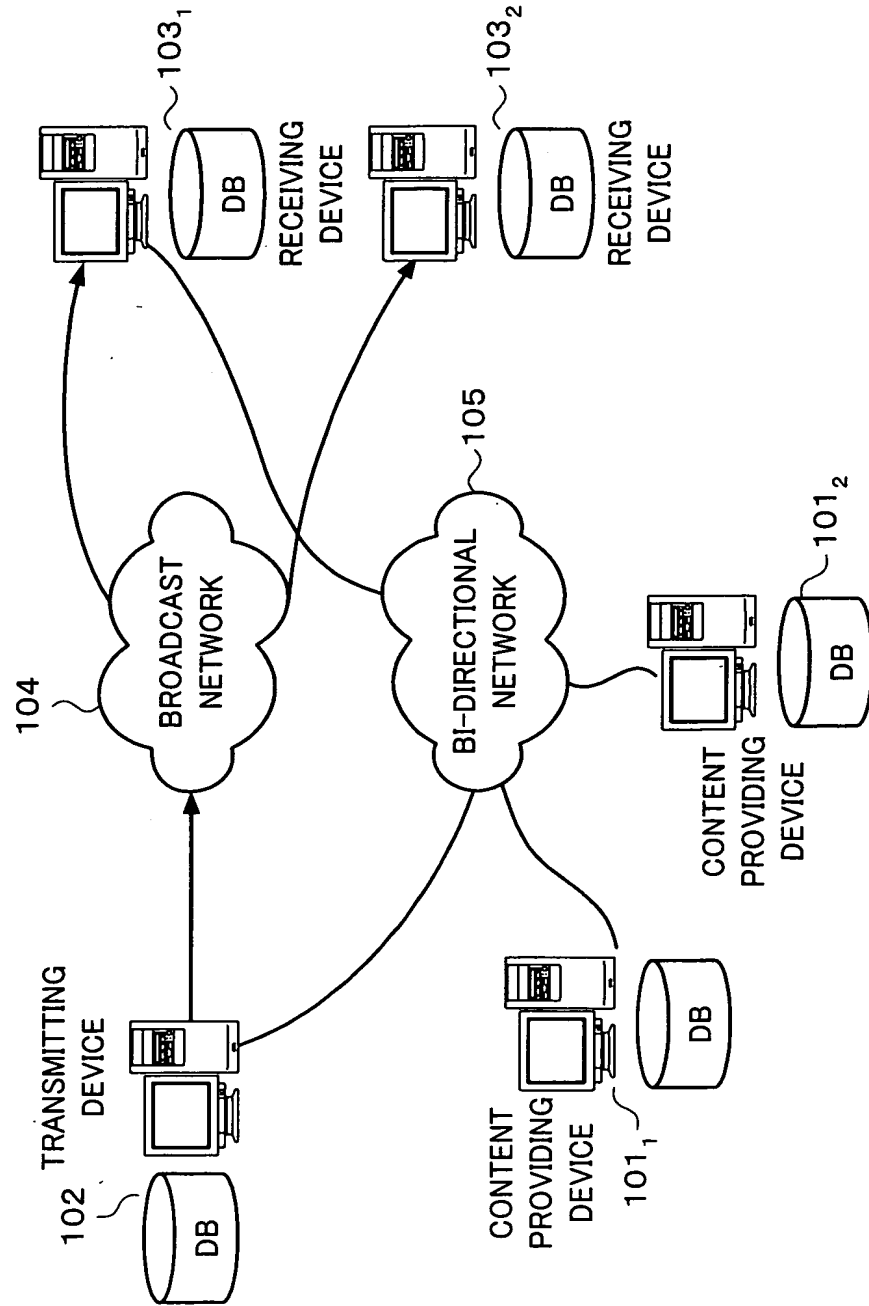 102
DB
TRANSMITTING
DEVICE
104
BROADCAST
NETWORK
103₁
DB
RECEIVING
DEVICE
103₂
DB
RECEIVING
DEVICE
105
BI-DIRECTIONAL
NETWORK
CONTENT
PROVIDING
DEVICE
101₁
DB
CONTENT
PROVIDING
DEVICE
101₂
DB